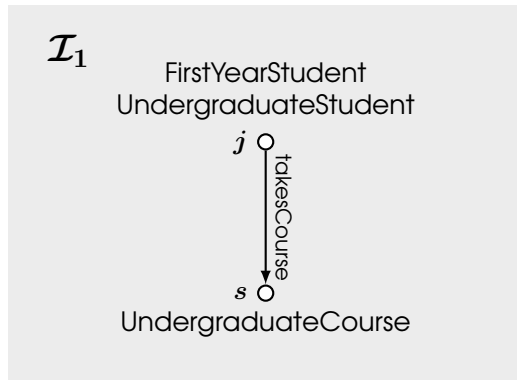 𝓘₁
FirstYearStudent
UndergraduateStudent
j
takesCourse
s
UndergraduateCourse